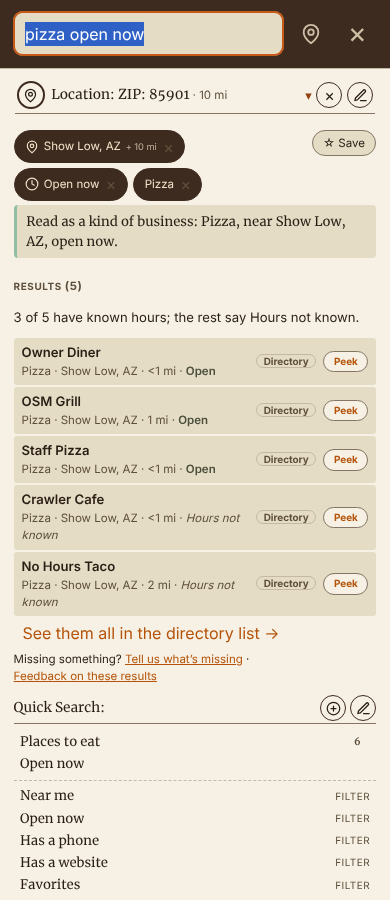 pizza open now
Location: ZIP: 85901 · 10 mi ▾
Show Low, AZ + 10 mi ×
☆ Save
Open now × Pizza ×
Read as a kind of business: Pizza, near Show Low,
AZ, open now.
RESULTS (5)
3 of 5 have known hours; the rest say Hours not known.
Owner Diner
Pizza · Show Low, AZ · <1 mi · Open
Directory Peek
OSM Grill
Pizza · Show Low, AZ · 1 mi · Open
Directory Peek
Staff Pizza
Pizza · Show Low, AZ · <1 mi · Open
Directory Peek
Crawler Cafe
Pizza · Show Low, AZ · <1 mi · Hours not
known
Directory Peek
No Hours Taco
Pizza · Show Low, AZ · 2 mi · Hours not
known
Directory Peek
See them all in the directory list →
Missing something? Tell us what's missing ·
Feedback on these results
Quick Search:
Places to eat 6
Open now
Near me FILTER
Open now FILTER
Has a phone FILTER
Has a website FILTER
Favorites FILTER